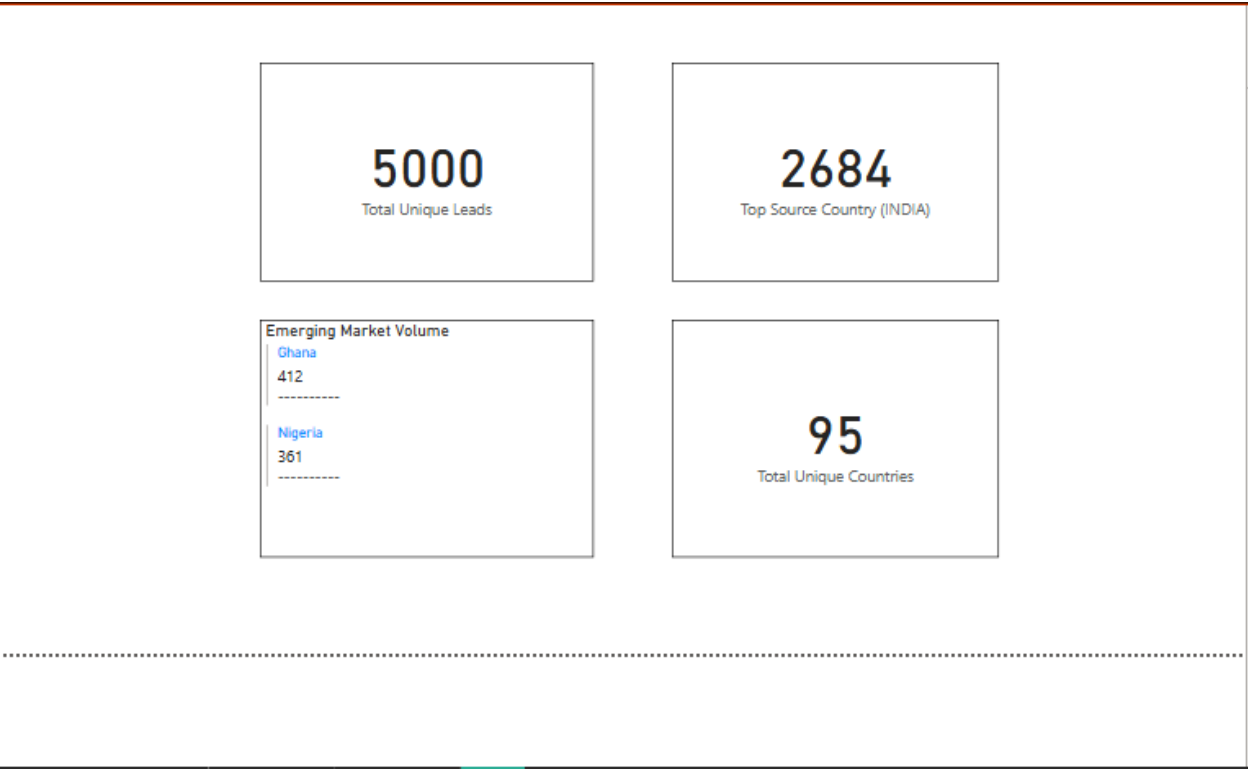 5000
Total Unique Leads
2684
Top Source Country (INDIA)
Emerging Market Volume
Ghana
412
----------
Nigeria
361
----------
95
Total Unique Countries